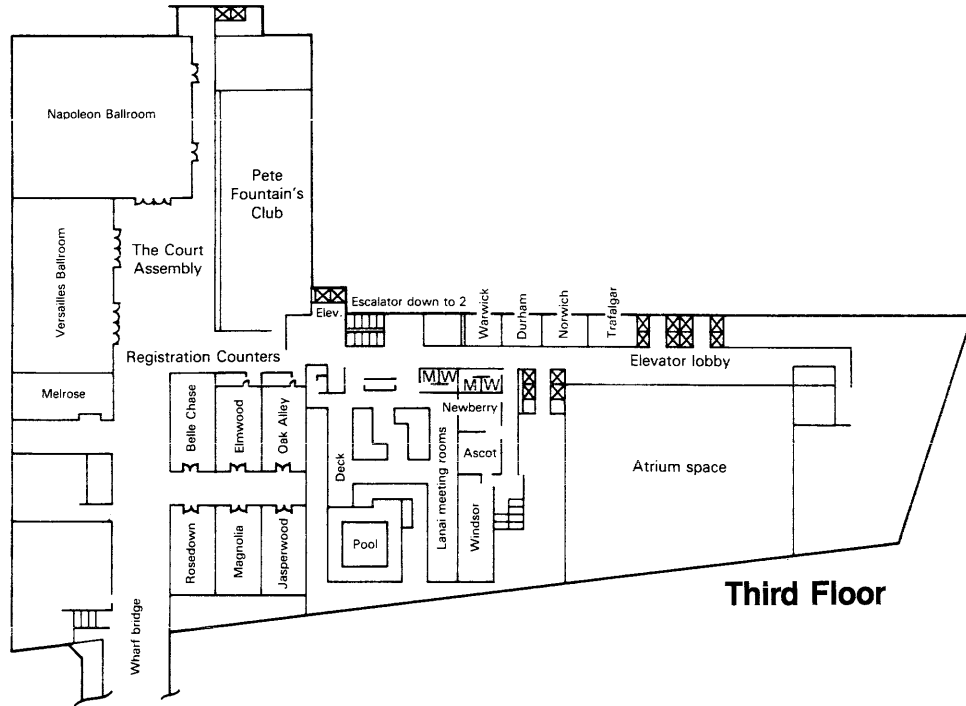 Napoleon Ballroom
Pete
Fountain's
Club
Versailles Ballroom
The Court
Assembly
Elev.
Escalator down to 2
Warwick
Durham
Norwich
Trafalgar
Registration Counters
Elevator lobby
Melrose
Belle Chase
Elmwood
Oak Alley
M W
M W
Newberry
Deck
Lanai meeting rooms
Ascot
Atrium space
Rosedown
Magnolia
Jasperwood
Pool
Windsor
Third Floor
Wharf bridge